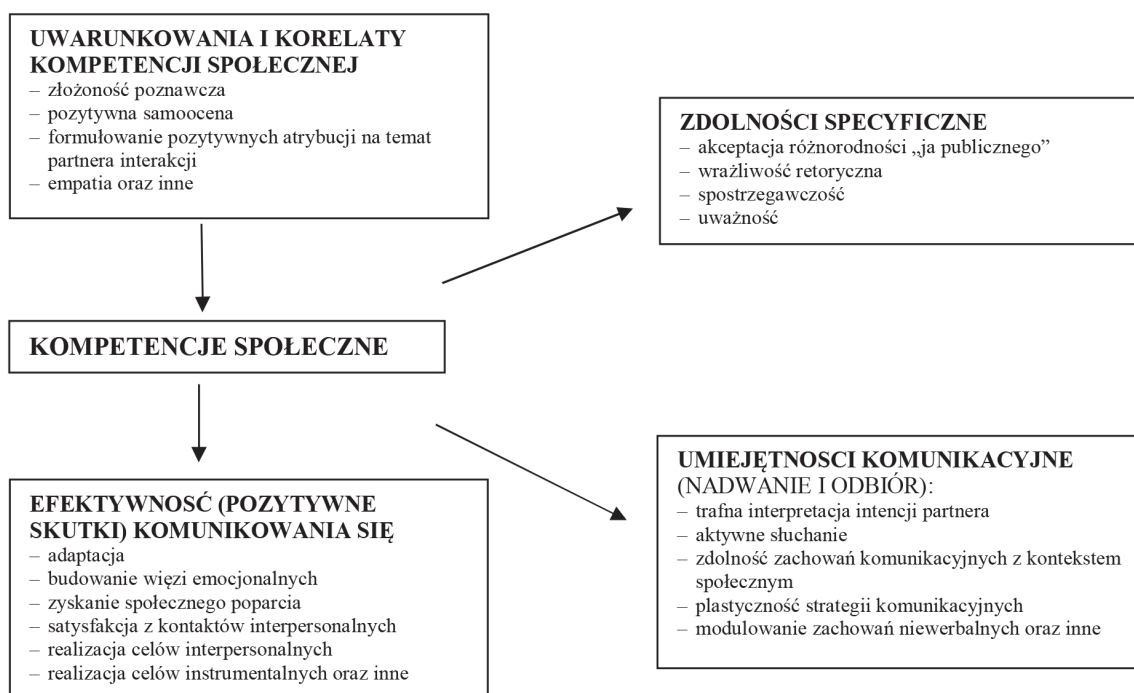 UWARUNKOWANIA I KORELATY
KOMPETENCJI SPOŁECZNEJ
– złożoność poznawcza
– pozytywna samoocena
– formułowanie pozytywnych atrybucji na temat
partnera interakcji
– empatia oraz inne
ZDOLNOŚCI SPECYFICZNE
– akceptacja różnorodności „ja publicznego”
– wrażliwość retoryczna
– spostrzegawczość
– uważność
KOMPETENCJE SPOŁECZNE
EFEKTYWNOŚĆ (POZYTYWNE
SKUTKI) KOMUNIKOWANIA SIĘ
– adaptacja
– budowanie więzi emocjonalnych
– zyskanie społecznego poparcia
– satysfakcja z kontaktów interpersonalnych
– realizacja celów interpersonalnych
– realizacja celów instrumentalnych oraz inne
UMIEJĘTNOSCI KOMUNIKACYJNE
(NADWANIE I ODBIÓR):
– trafna interpretacja intencji partnera
– aktywne słuchanie
– zdolność zachowań komunikacyjnych z kontekstem
społecznym
– plastyczność strategii komunikacyjnych
– modulowanie zachowań niewerbalnych oraz inne